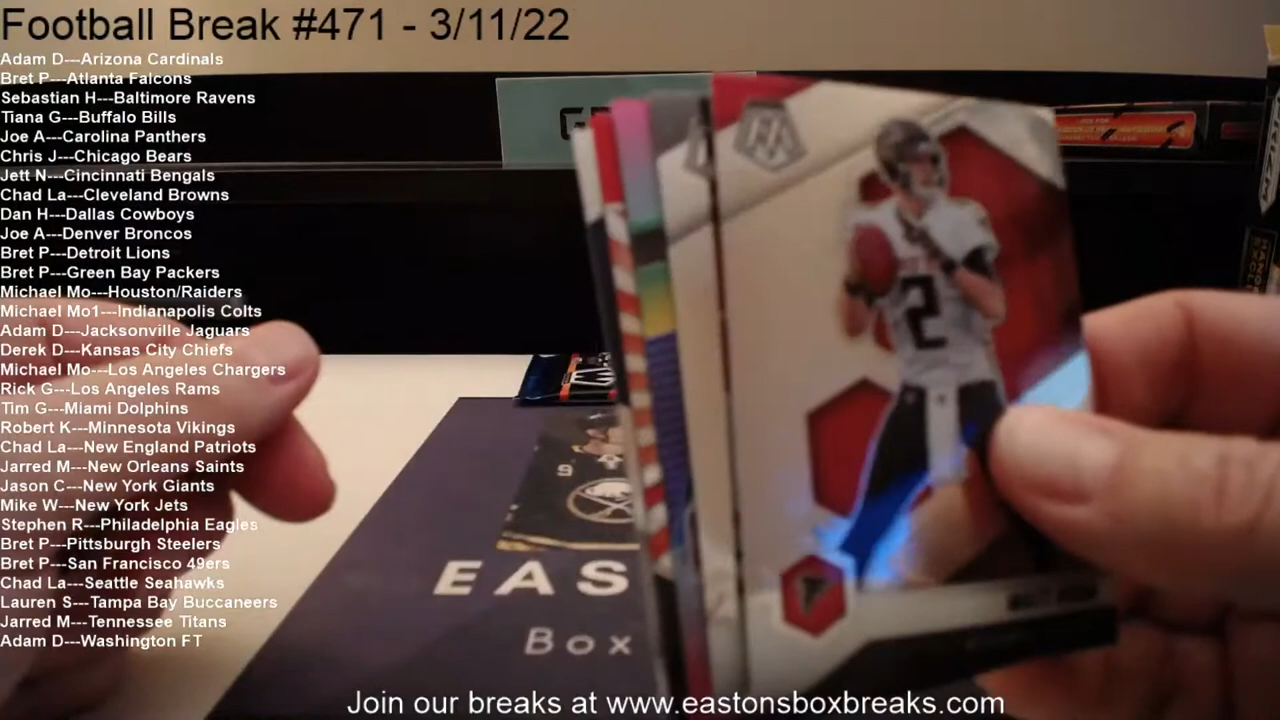 Football Break #471 - 3/11/22
Adam D---Arizona Cardinals
Bret P---Atlanta Falcons
Sebastian H---Baltimore Ravens
Tiana G---Buffalo Bills
Joe A---Carolina Panthers
Chris J---Chicago Bears
Jett N---Cincinnati Bengals
Chad La---Cleveland Browns
Dan H---Dallas Cowboys
Joe A---Denver Broncos
Bret P---Detroit Lions
Bret P---Green Bay Packers
Michael Mo---Houston/Raiders
Michael Mo1---Indianapolis Colts
Adam D---Jacksonville Jaguars
Derek D---Kansas City Chiefs
Michael Mo---Los Angeles Chargers
Rick G---Los Angeles Rams
Tim G---Miami Dolphins
Robert K---Minnesota Vikings
Chad La---New England Patriots
Jarred M---New Orleans Saints
Jason C---New York Giants
Mike W---New York Jets
Stephen R---Philadelphia Eagles
Bret P---Pittsburgh Steelers
Bret P---San Francisco 49ers
Chad La---Seattle Seahawks
Lauren S---Tampa Bay Buccaneers
Jarred M---Tennessee Titans
Adam D---Washington FT
2
9
EAS
Box
Join our breaks at www.eastonsboxbreaks.com